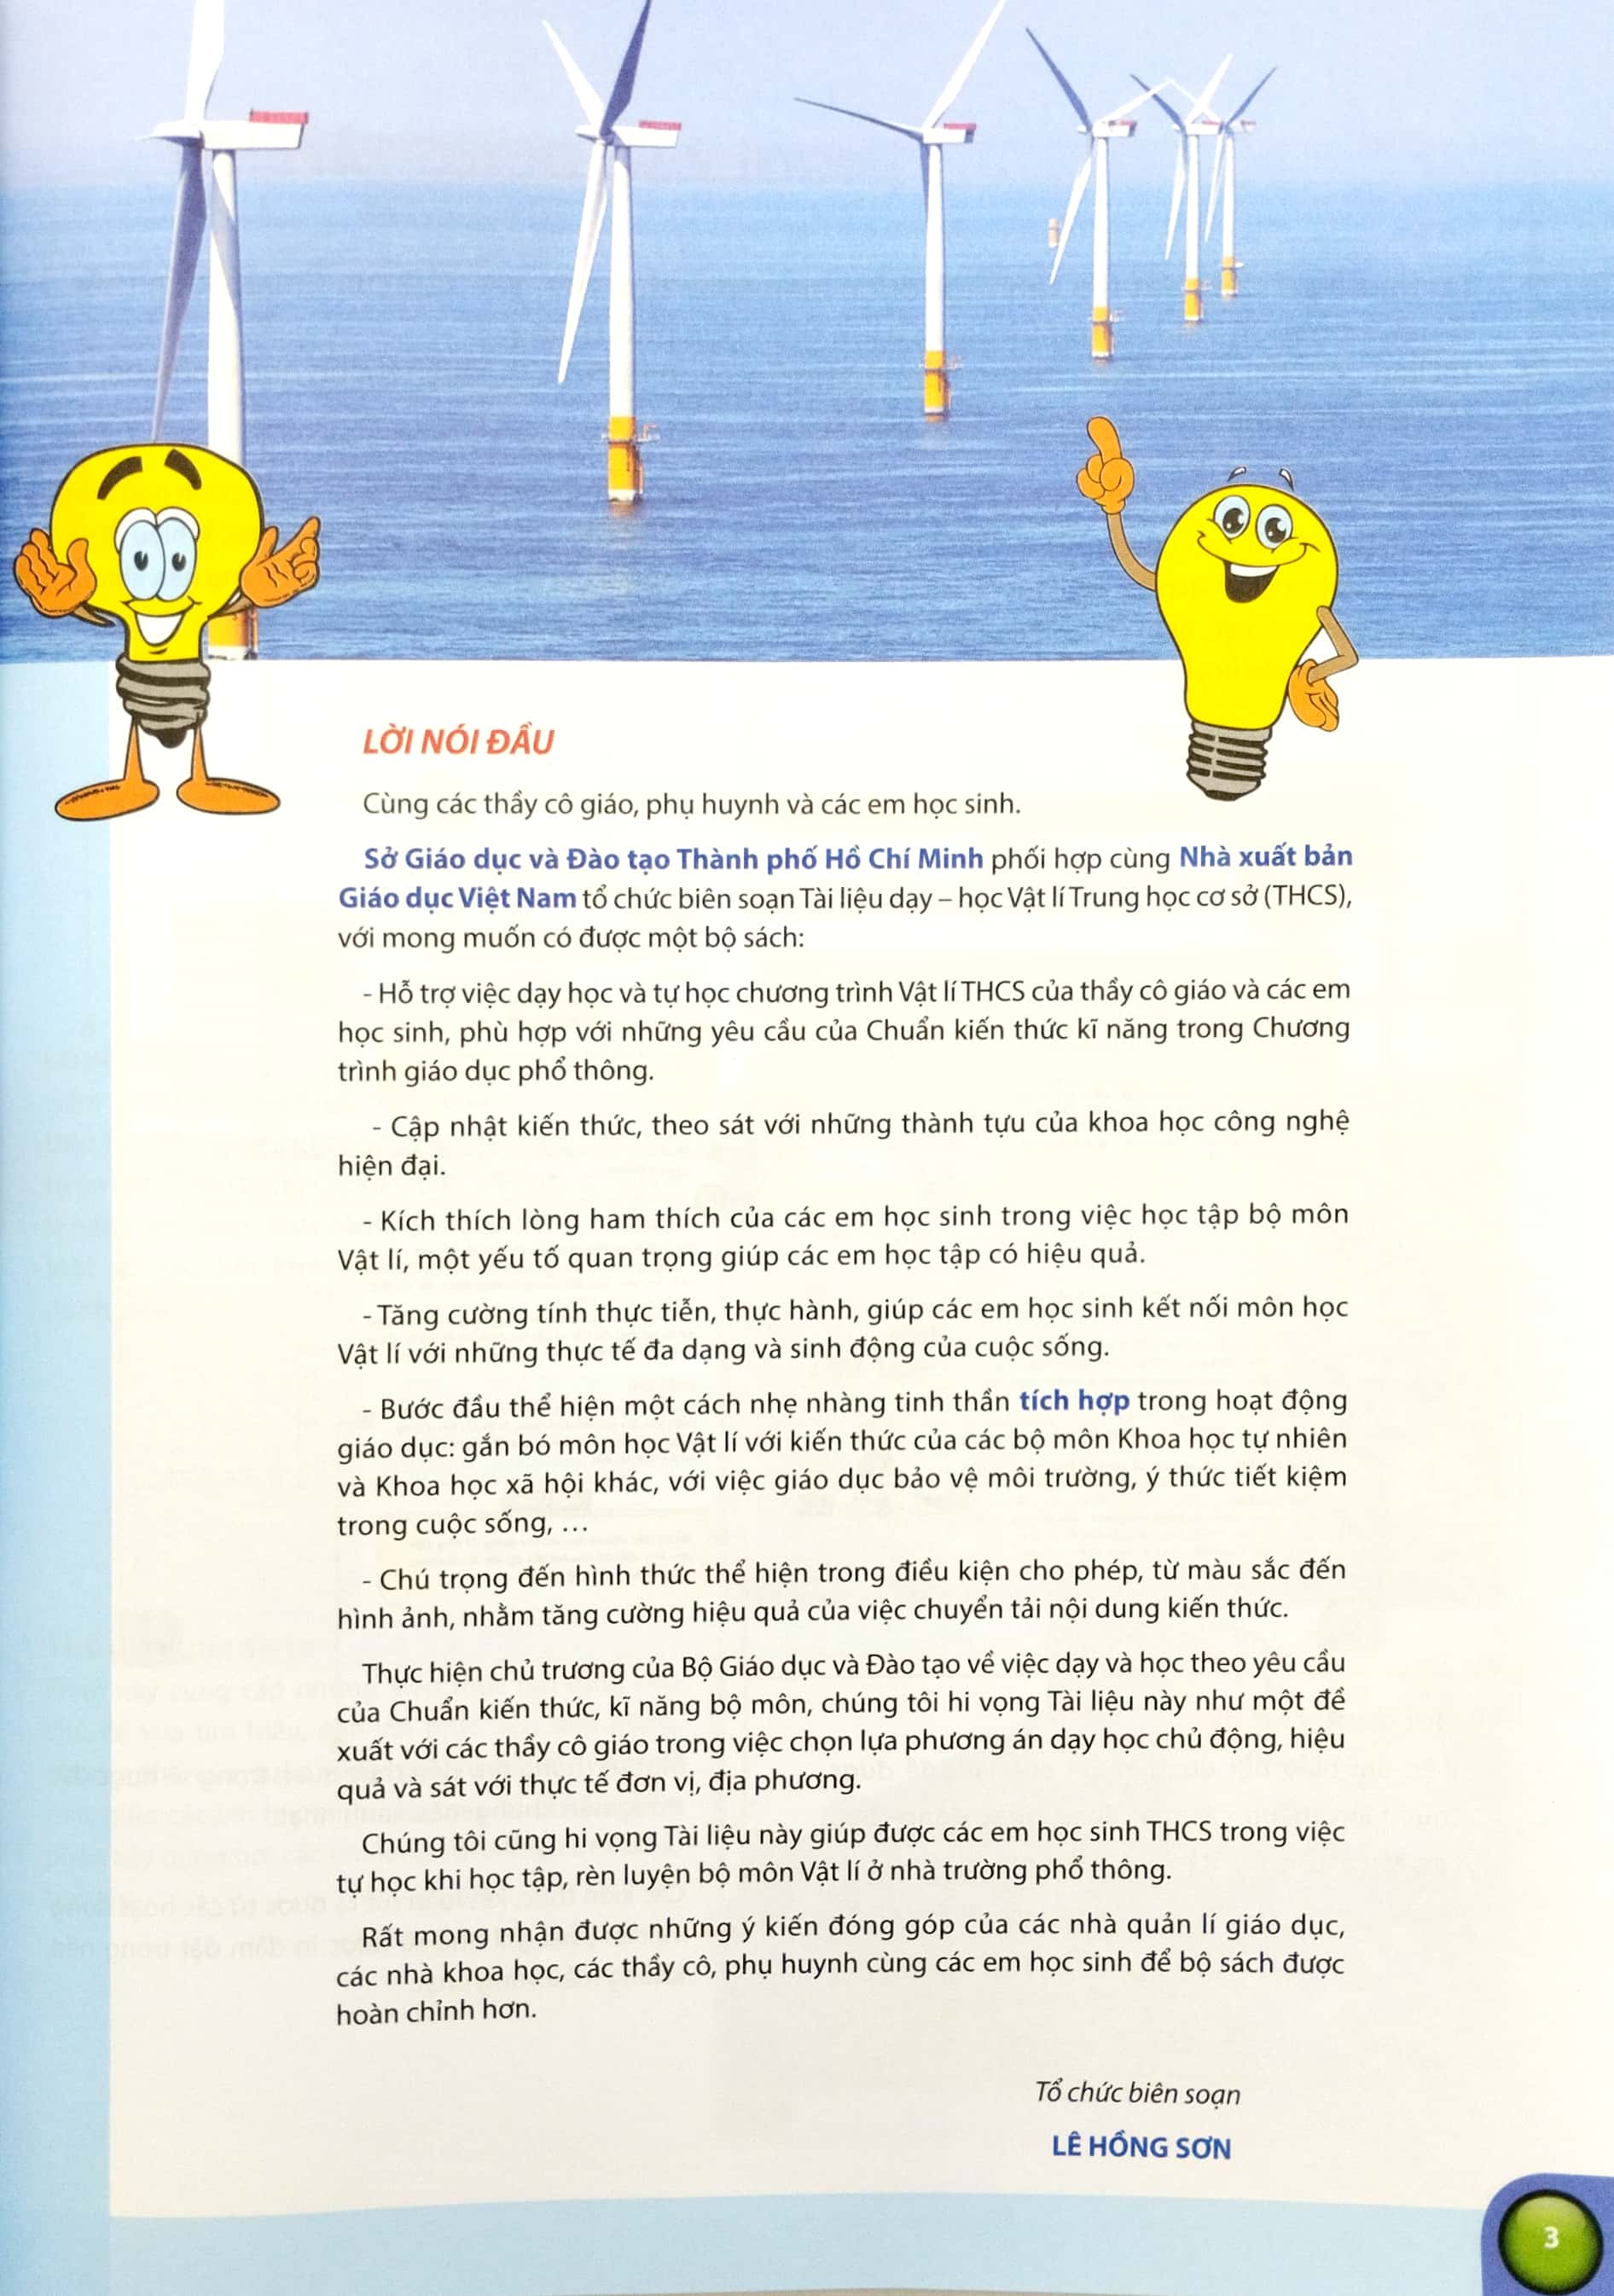 LỜI NÓI ĐẦU
Cùng các thầy cô giáo, phụ huynh và các em học sinh.
Sở Giáo dục và Đào tạo Thành phố Hồ Chí Minh phối hợp cùng Nhà xuất bản
Giáo dục Việt Nam tổ chức biên soạn Tài liệu dạy – học Vật lí Trung học cơ sở (THCS),
với mong muốn có được một bộ sách:
- Hỗ trợ việc dạy học và tự học chương trình Vật lí THCS của thầy cô giáo và các em
học sinh, phù hợp với những yêu cầu của Chuẩn kiến thức kĩ năng trong Chương
trình giáo dục phổ thông.
- Cập nhật kiến thức, theo sát với những thành tựu của khoa học công nghệ
hiện đại.
- Kích thích lòng ham thích của các em học sinh trong việc học tập bộ môn
Vật lí, một yếu tố quan trọng giúp các em học tập có hiệu quả.
- Tăng cường tính thực tiễn, thực hành, giúp các em học sinh kết nối môn học
Vật lí với những thực tế đa dạng và sinh động của cuộc sống.
- Bước đầu thể hiện một cách nhẹ nhàng tinh thần tích hợp trong hoạt động
giáo dục: gắn bó môn học Vật lí với kiến thức của các bộ môn Khoa học tự nhiên
và Khoa học xã hội khác, với việc giáo dục bảo vệ môi trường, ý thức tiết kiệm
trong cuộc sống, …
- Chú trọng đến hình thức thể hiện trong điều kiện cho phép, từ màu sắc đến
hình ảnh, nhằm tăng cường hiệu quả của việc chuyển tải nội dung kiến thức.
Thực hiện chủ trương của Bộ Giáo dục và Đào tạo về việc dạy và học theo yêu cầu
của Chuẩn kiến thức, kĩ năng bộ môn, chúng tôi hi vọng Tài liệu này như một đề
xuất với các thầy cô giáo trong việc chọn lựa phương án dạy học chủ động, hiệu
quả và sát với thực tế đơn vị, địa phương.
Chúng tôi cũng hi vọng Tài liệu này giúp được các em học sinh THCS trong việc
tự học khi học tập, rèn luyện bộ môn Vật lí ở nhà trường phổ thông.
Rất mong nhận được những ý kiến đóng góp của các nhà quản lí giáo dục,
các nhà khoa học, các thầy cô, phụ huynh cùng các em học sinh để bộ sách được
hoàn chỉnh hơn.
Tổ chức biên soạn
LÊ HỒNG SƠN
3